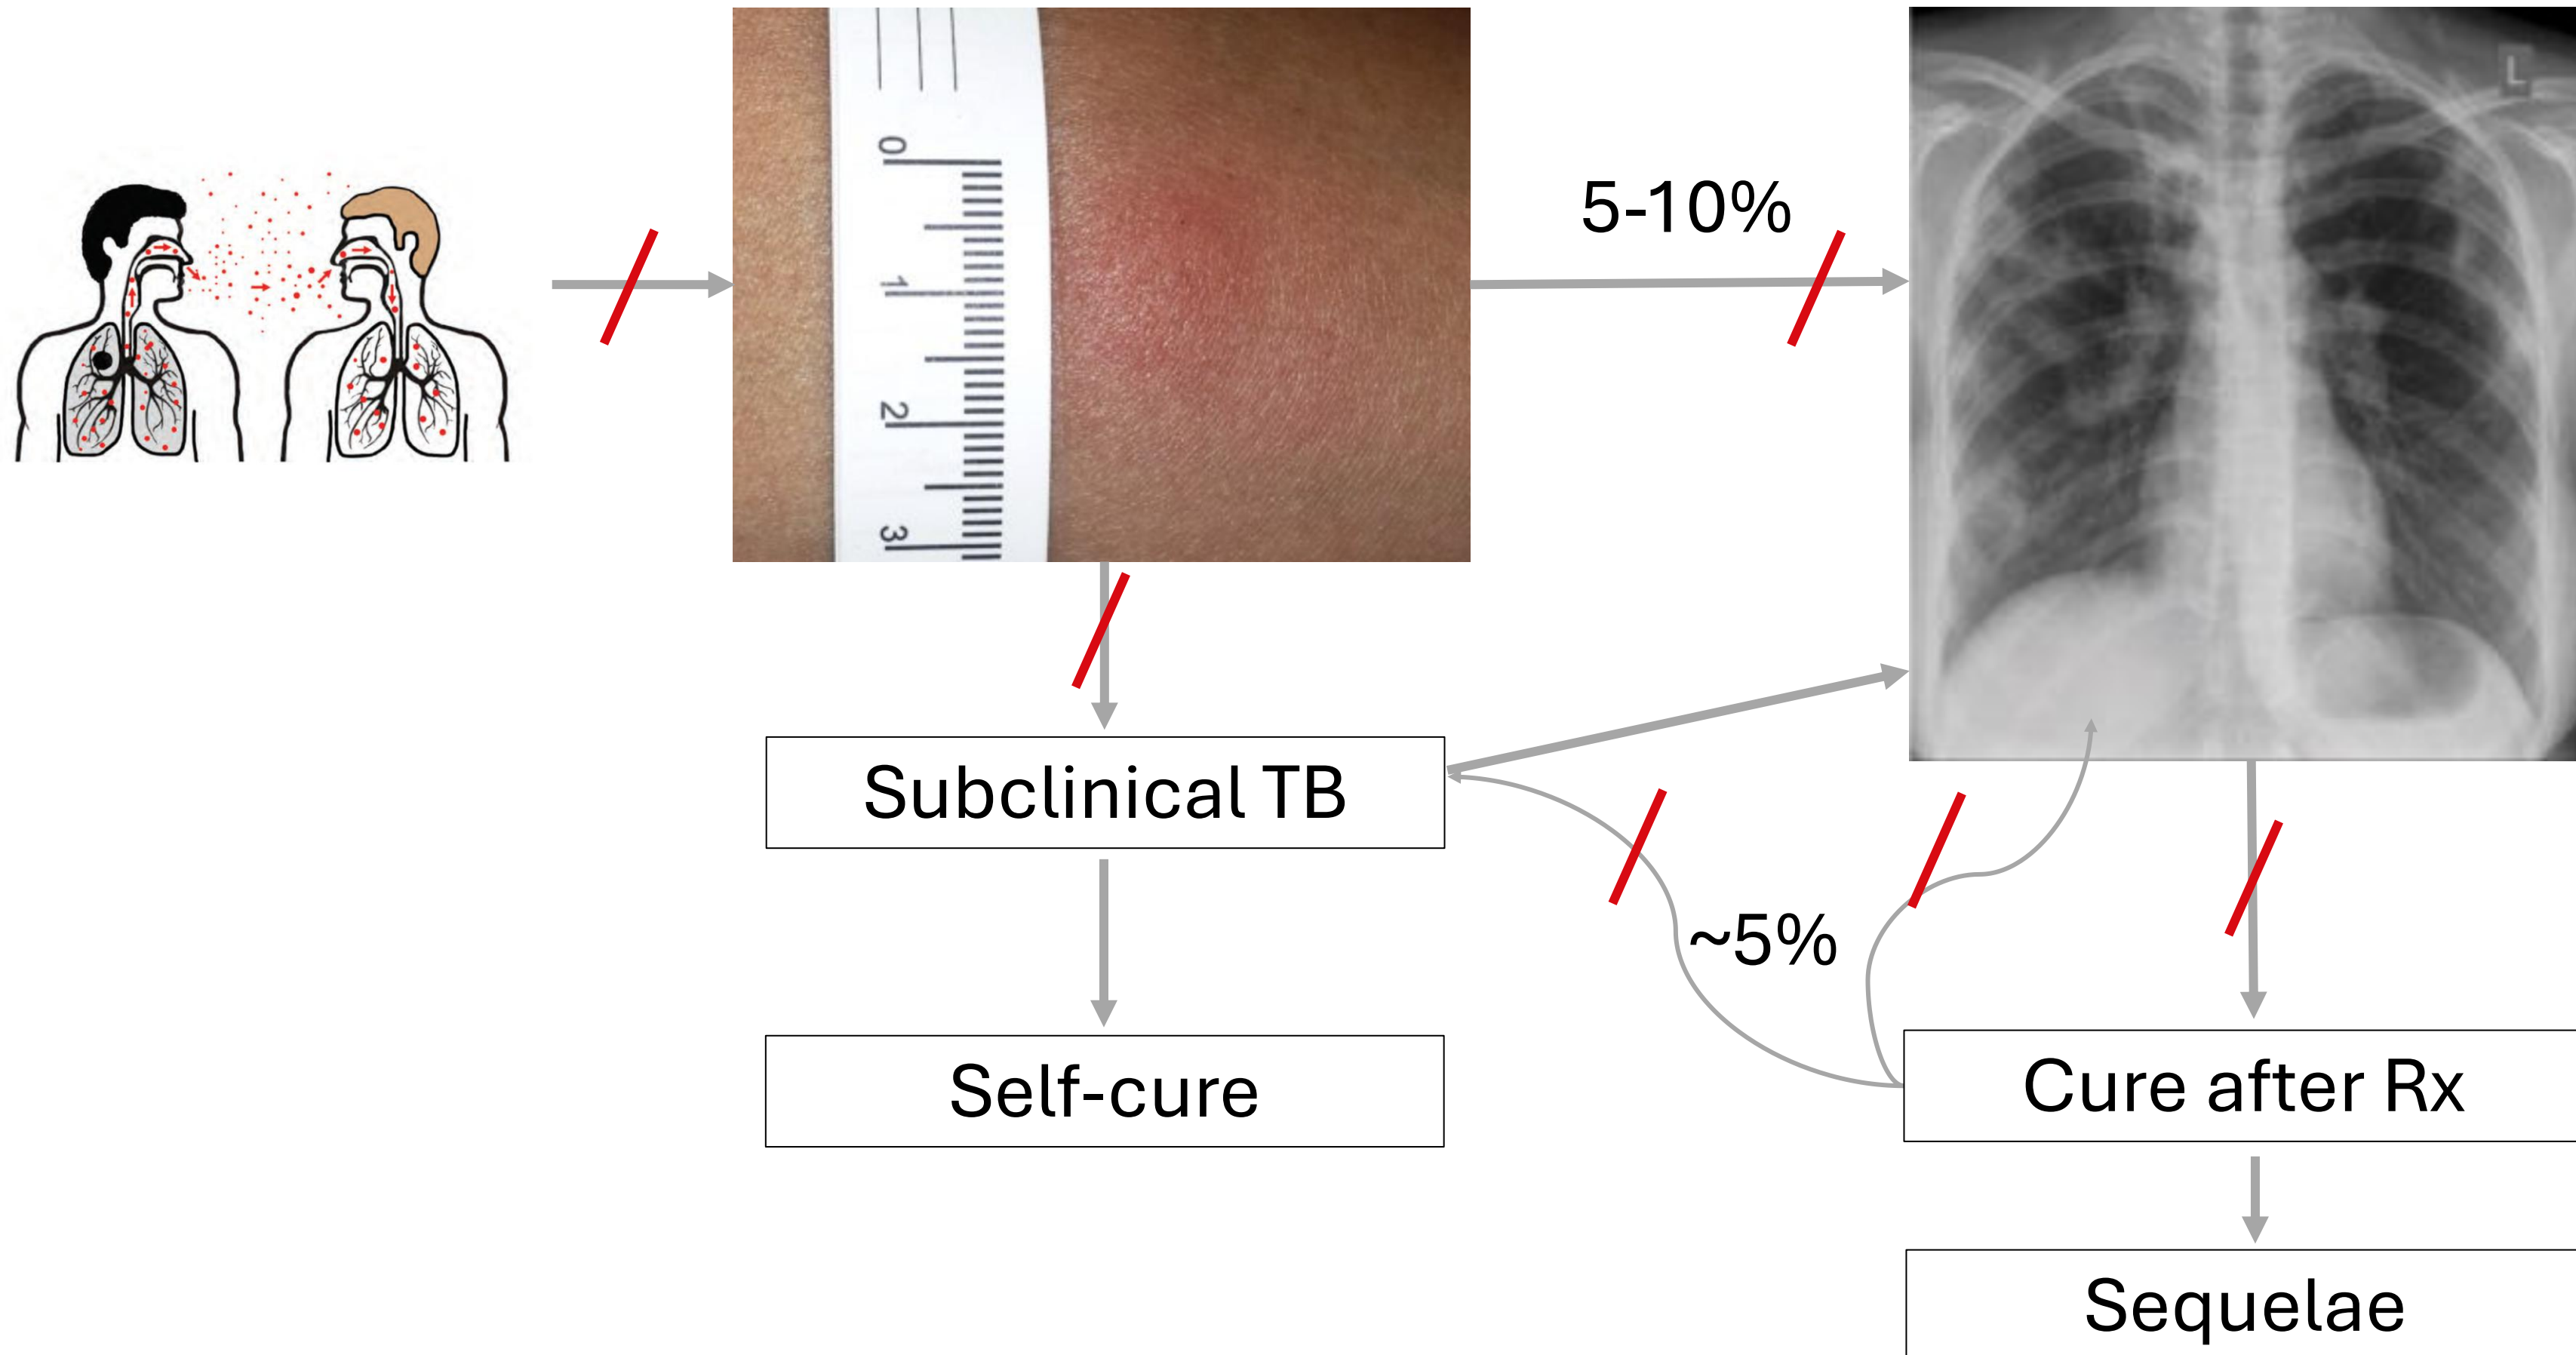 0
1
2
3
5-10%
L
Subclinical TB
~5%
Self-cure
Cure after Rx
Sequelae